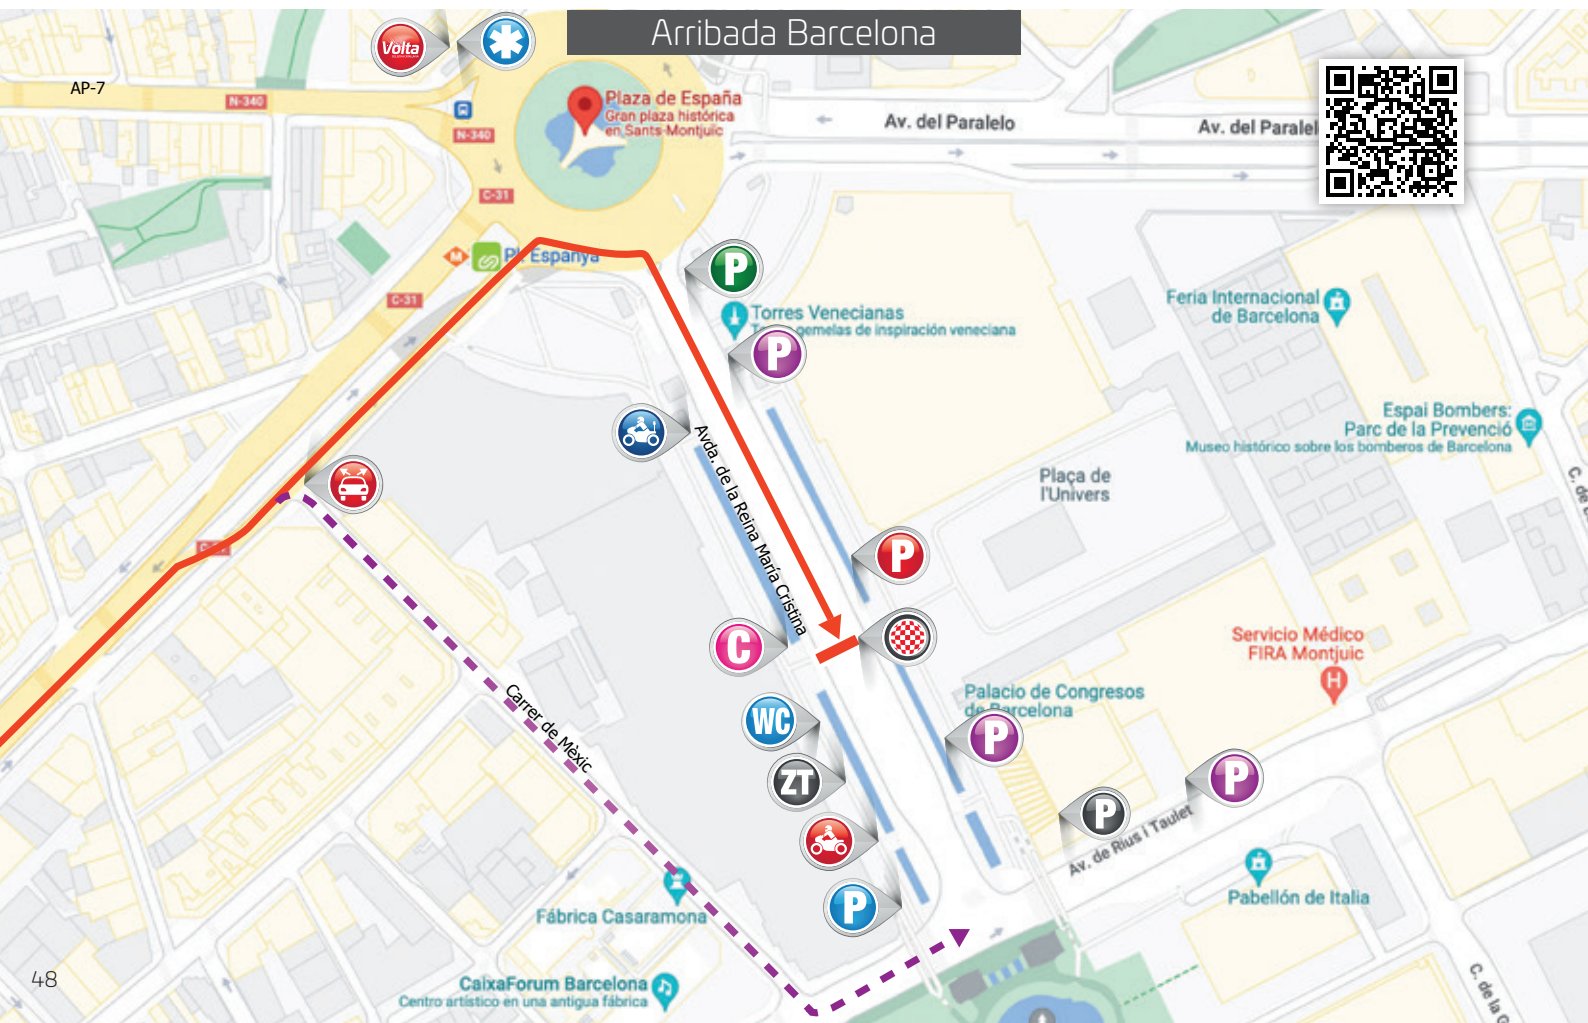 Arribada Barcelona
Volta
AP-7
N-340
N-340
Plaza de España
Gran plaza histórica
en Sants-Montjuïc
Av. del Paralelo
Av. del Paralel
C-31
M
Pl. Espanya
C-31
P
Torres Venecianas
gemelas de inspiración veneciana
P
Feria Internacional
de Barcelona
Espai Bombers:
Parc de la Prevenció
Museo histórico sobre los bomberos de Barcelona
Plaça de
l'Univers
C. de
Avda. de la Reina María Cristina
P
C
Servicio Médico
FIRA Montjuic
H
Palacio de Congresos
de Barcelona
WC
P
ZT
P
P
Av. de Rius i Taulet
Carrer de Mèxic
P
Pabellón de Italia
Fábrica Casaramona
CaixaForum Barcelona
Centro artístico en una antigua fábrica
C. de la
48